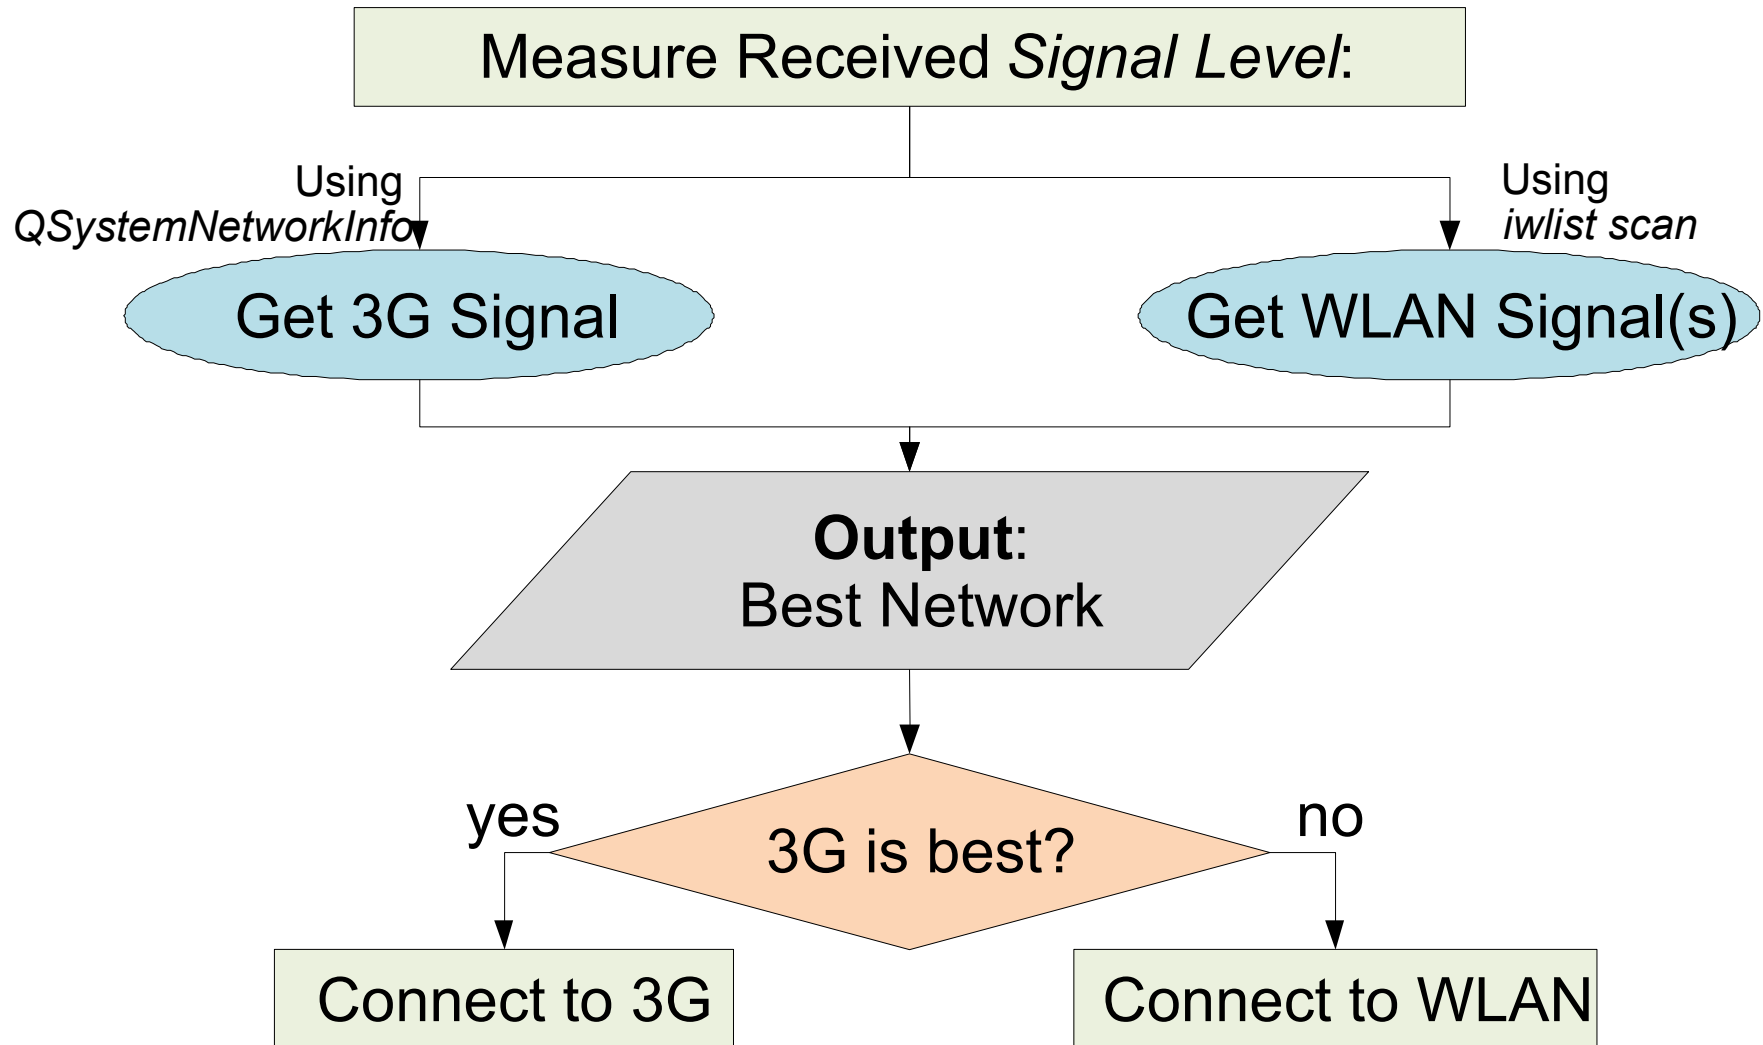 Measure Received Signal Level:
Using
QSystemNetworkInfo
Using
iwlist scan
Get 3G Signal
Get WLAN Signal(s)
Output:
Best Network
yes
no
3G is best?
Connect to 3G
Connect to WLAN